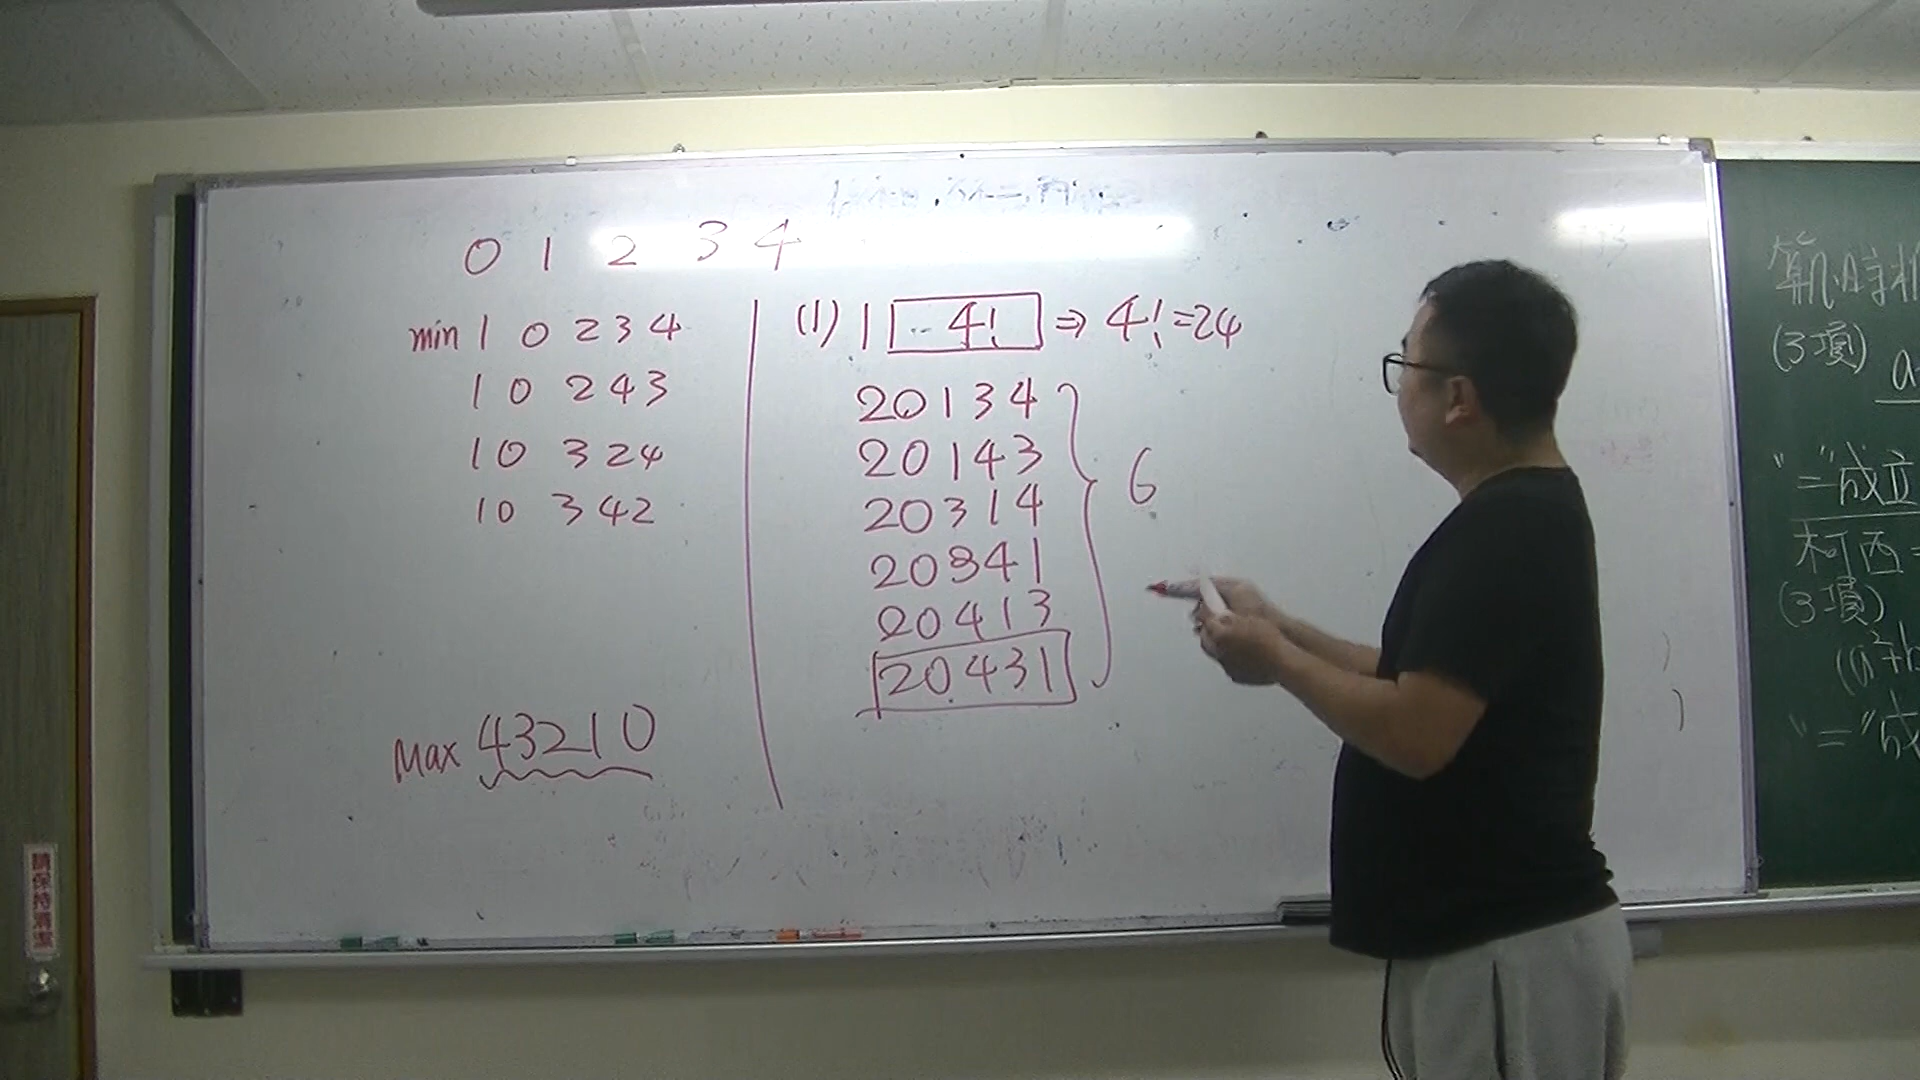 0 1 2 3 4
min 1 0 2 3 4
1 0 2 4 3
1 0 3 2 4
1 0 3 4 2
Max 43210
(1) 1 4! ⇒ 4! = 24
20134
20143
20314
20341
20413
20431
6
(3項)
a
"="成立
柯西=
(3項)
(a²+b
"="成
請保持清潔